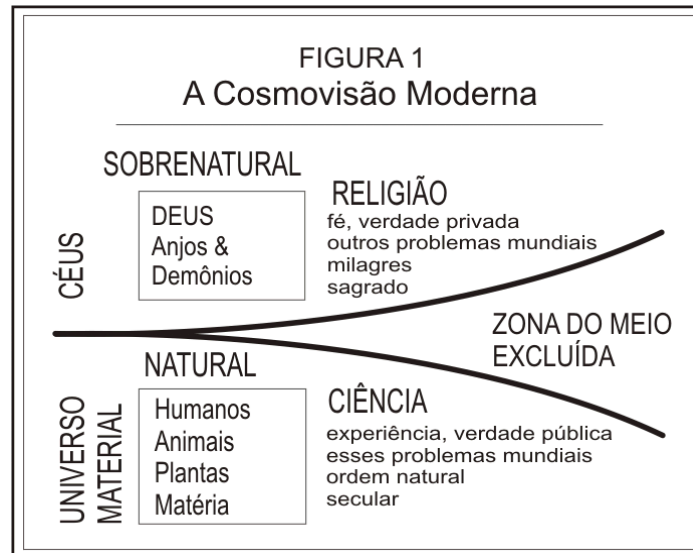 FIGURA 1
A Cosmovisão Moderna
CÉUS
SOBRENATURAL
DEUS
Anjos &
Demônios
RELIGIÃO
fé, verdade privada
outros problemas mundiais
milagres
sagrado
ZONA DO MEIO
EXCLUÍDA
UNIVERSO
MATERIAL
NATURAL
Humanos
Animais
Plantas
Matéria
CIÊNCIA
experiência, verdade pública
esses problemas mundiais
ordem natural
secular